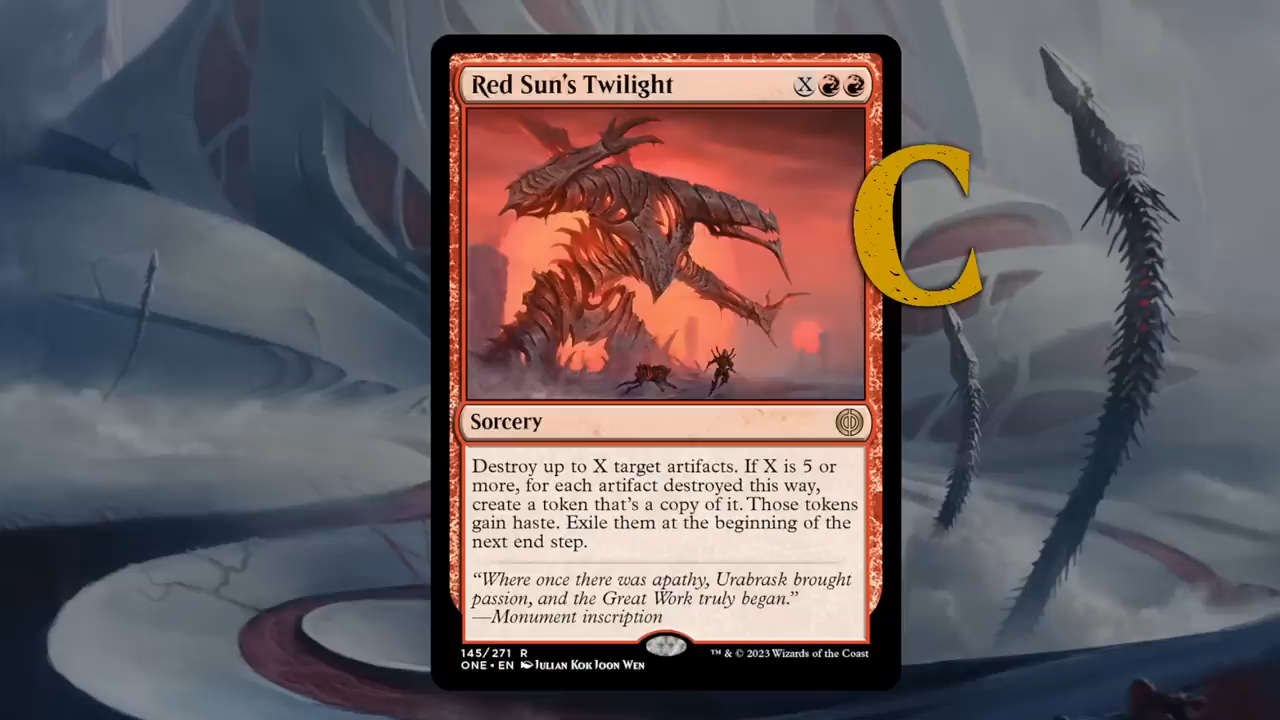 Red Sun's Twilight X
C
Sorcery
Destroy up to X target artifacts. If X is 5 or
more, for each artifact destroyed this way,
create a token that's a copy of it. Those tokens
gain haste. Exile them at the beginning of the
next end step.
“Where once there was apathy, Urabrask brought
passion, and the Great Work truly began.”
—Monument inscription
145/271 R
ONE • EN Julian Kok Joon Wen
™ & © 2023 Wizards of the Coast